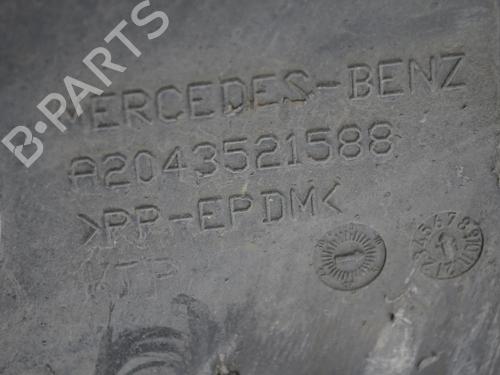 B-PARTS
MERCEDES-BENZ
A2043521588
>PP-EPDM<